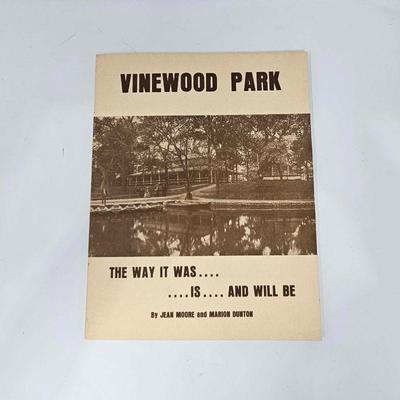 VINEWOOD PARK
THE WAY IT WAS....
....IS.... AND WILL BE
By JEAN MOORE and MARION DUNTON